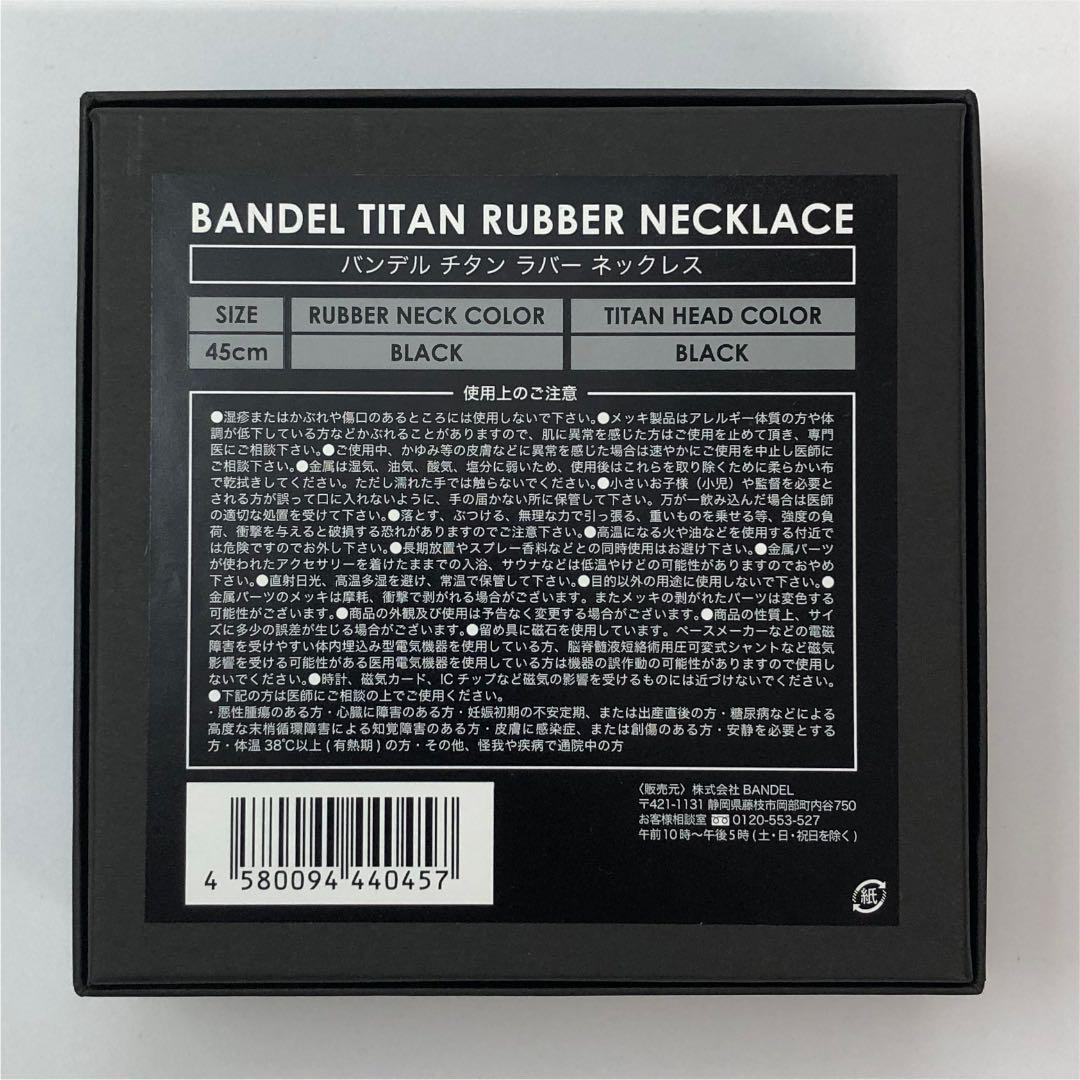 BANDEL TITAN RUBBER NECKLACE
バンデル チタン ラバー ネックレス
SIZE RUBBER NECK COLOR TITAN HEAD COLOR
45cm BLACK BLACK
使用上のご注意
●湿疹またはかぶれや傷口のあるところには使用しないで下さい。●メッキ製品はアレルギー体質の方や体
調が低下している方などかぶれることがありますので、肌に異常を感じた方はご使用を止めて頂き、専門
医にご相談下さい。●ご使用中、かゆみ等の皮膚などに異常を感じた場合は速やかにご使用を中止し医師に
ご相談下さい。●金属は湿気、油気、酸気、塩分に弱いため、使用後はこれらを取り除くために柔らかい布
で乾拭きしてください。ただし濡れた手では触らないでください。●小さいお子様（小児）や監督を必要と
される方が誤って口に入れないように、手の届かない所に保管して下さい。万が一飲み込んだ場合は医師
の適切な処置を受けて下さい。●落とす、ぶつける、無理な力で引っ張る、重いものを乗せる等、強度の負
荷、衝撃を与えると破損する恐れがありますのでご注意下さい。●高温になる火や油などを使用する付近で
は危険ですのでお外し下さい。●長期放置やスプレー香料などとの同時使用はお避け下さい。●金属パーツ
が使われたアクセサリーを着けたままでの入浴、サウナなどは低温やけどの可能性がありますのでおやめ
下さい。●直射日光、高温多湿を避け、常温で保管して下さい。●目的以外の用途に使用しないで下さい。●
金属パーツのメッキは摩耗、衝撃で剥がれる場合がございます。またメッキの剥がれたパーツは変色する
可能性がございます。●商品の外観及び使用は予告なく変更する場合がございます。●商品の性質上、サイ
ズに多少の誤差が生じる場合がございます。●留め具に磁石を使用しています。ペースメーカーなどの電磁
障害を受けやすい体内埋込み型電気機器を使用している方、脳脊髄液短絡術用圧可変式シャントなど磁気
影響を受ける可能性がある医用電気機器を使用している方は機器の誤作動の可能性がありますので使用し
ないでください。●時計、磁気カード、ICチップなど磁気の影響を受けるものには近づけないでください。
●下記の方は医師にご相談の上でご使用ください。
・悪性腫瘍のある方・心臓に障害のある方・妊娠初期の不安定期、または出産直後の方・糖尿病などによる
高度な末梢循環障害による知覚障害のある方・皮膚に感染症、または創傷のある方・安静を必要とする
方・体温38℃以上(有熱期)の方・その他、怪我や疾病で通院中の方
〈販売元〉株式会社BANDEL
〒421-1131 静岡県藤枝市岡部町内谷750
お客様相談室 0120-553-527
午前10時〜午後5時(土・日・祝日を除く)
4 580094 440457
紙